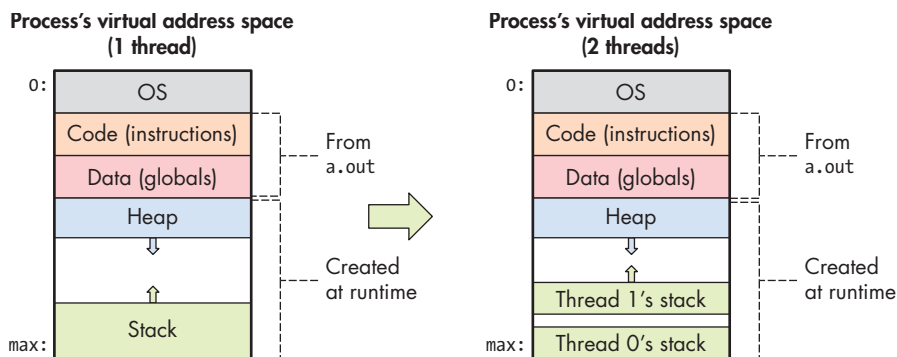 Process’s virtual address space
(1 thread)
0:
OS
Code (instructions)
Data (globals)
Heap
Stack
max:
From
a.out
Created
at runtime
Process’s virtual address space
(2 threads)
0:
OS
Code (instructions)
Data (globals)
Heap
Thread 1’s stack
Thread 0’s stack
max:
From
a.out
Created
at runtime